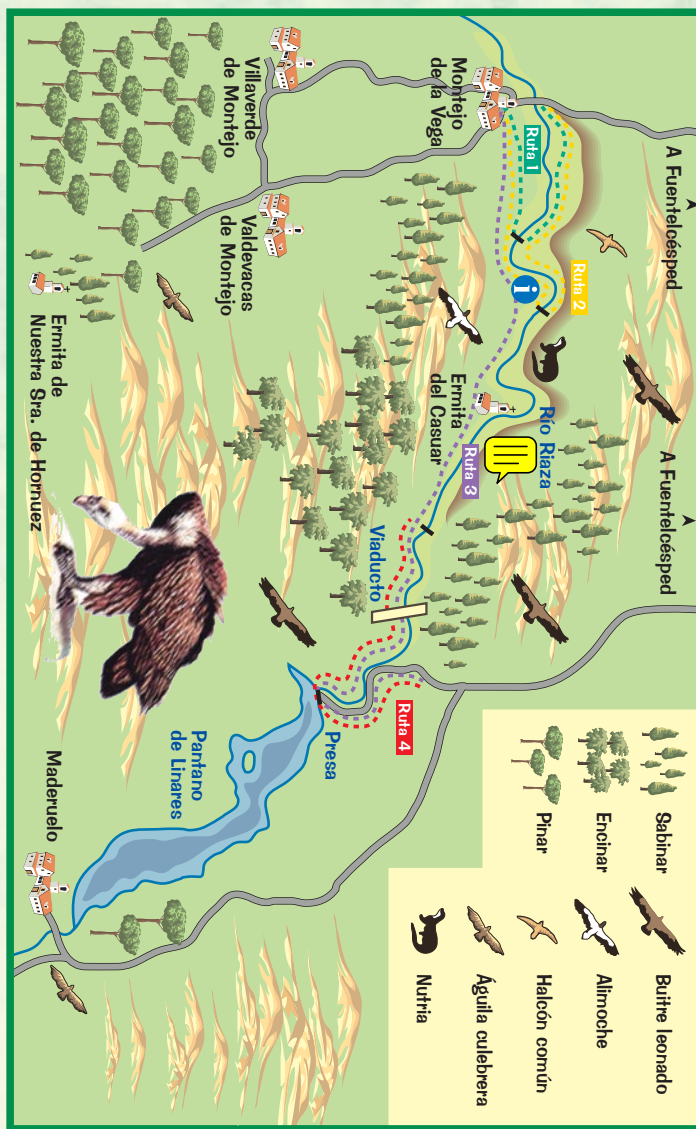 A Fuentelcésped
A Fuentelcésped
Montejo
de la Vega
Villaverde
de Montejo
Valdevacas
de Montejo
Ruta 1
Ruta 2
i
Río Riaza
Ermita
del Casuar
Ruta 3
Viaducto
Ruta 4
Presa
Pantano
de Linares
Ermita de
Nuestra Sra. de Hornuez
Maderuelo
Sabinar
Encinar
Pinar
Buitre leonado
Alimoche
Halcón común
Águila culebrera
Nutria